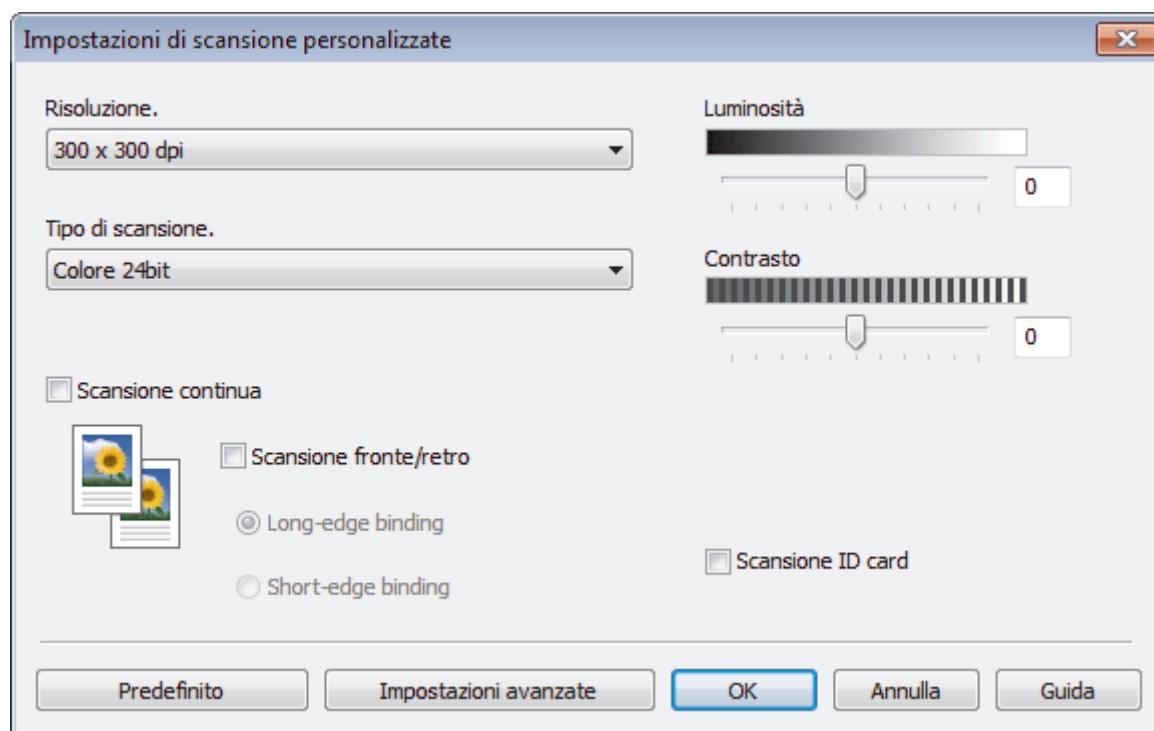 Impostazioni di scansione personalizzate
Risoluzione.
300 x 300 dpi
Tipo di scansione.
Colore 24bit
Luminosità
0
Contrasto
0
Scansione continua
Scansione fronte/retro
Long-edge binding
Short-edge binding
Scansione ID card
Predefinito
Impostazioni avanzate
OK
Annulla
Guida